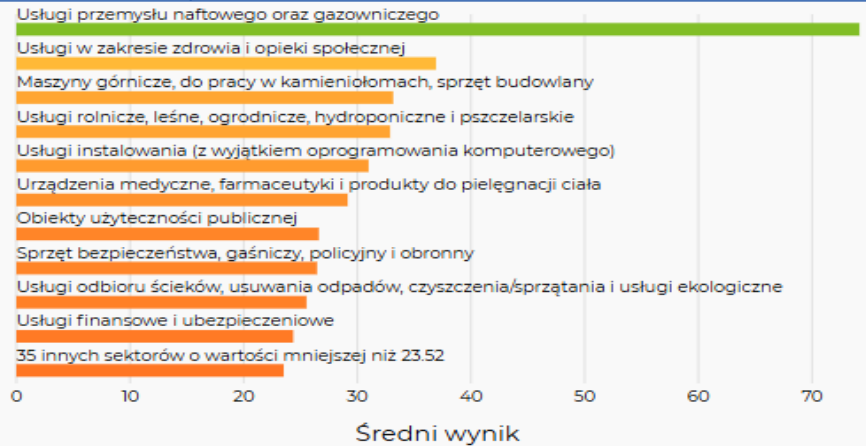 Usługi przemysłu naftowego oraz gazowniczego
Usługi w zakresie zdrowia i opieki społecznej
Maszyny górnicze, do pracy w kamieniołomach, sprzęt budowlany
Usługi rolnicze, leśne, ogrodnicze, hydroponiczne i pszczelarskie
Usługi instalowania (z wyjątkiem oprogramowania komputerowego)
Urządzenia medyczne, farmaceutyki i produkty do pielęgnacji ciała
Obiekty użyteczności publicznej
Sprzęt bezpieczeństwa, gaśniczy, policyjny i obronny
Usługi odbioru ścieków, usuwania odpadów, czyszczenia/sprzątania i usługi ekologiczne
Usługi finansowe i ubezpieczeniowe
35 innych sektorów o wartości mniejszej niż 23.52
0 10 20 30 40 50 60 70
Średni wynik